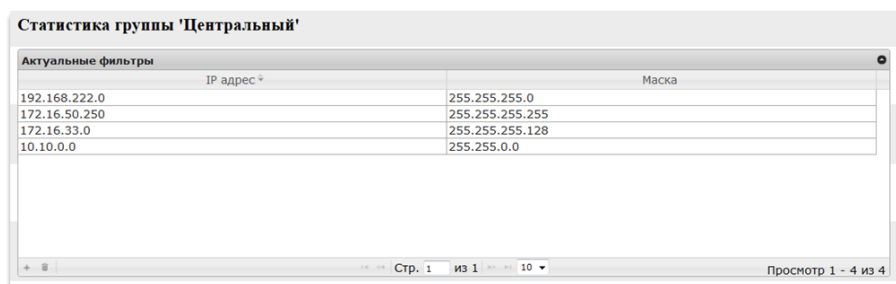 Статистика группы 'Центральный'
Актуальные фильтры
IP адрес Маска
192.168.222.0 255.255.255.0
172.16.50.250 255.255.255.255
172.16.33.0 255.255.255.128
10.10.0.0 255.255.0.0
Стр. 1 из 1 10 Просмотр 1 - 4 из 4